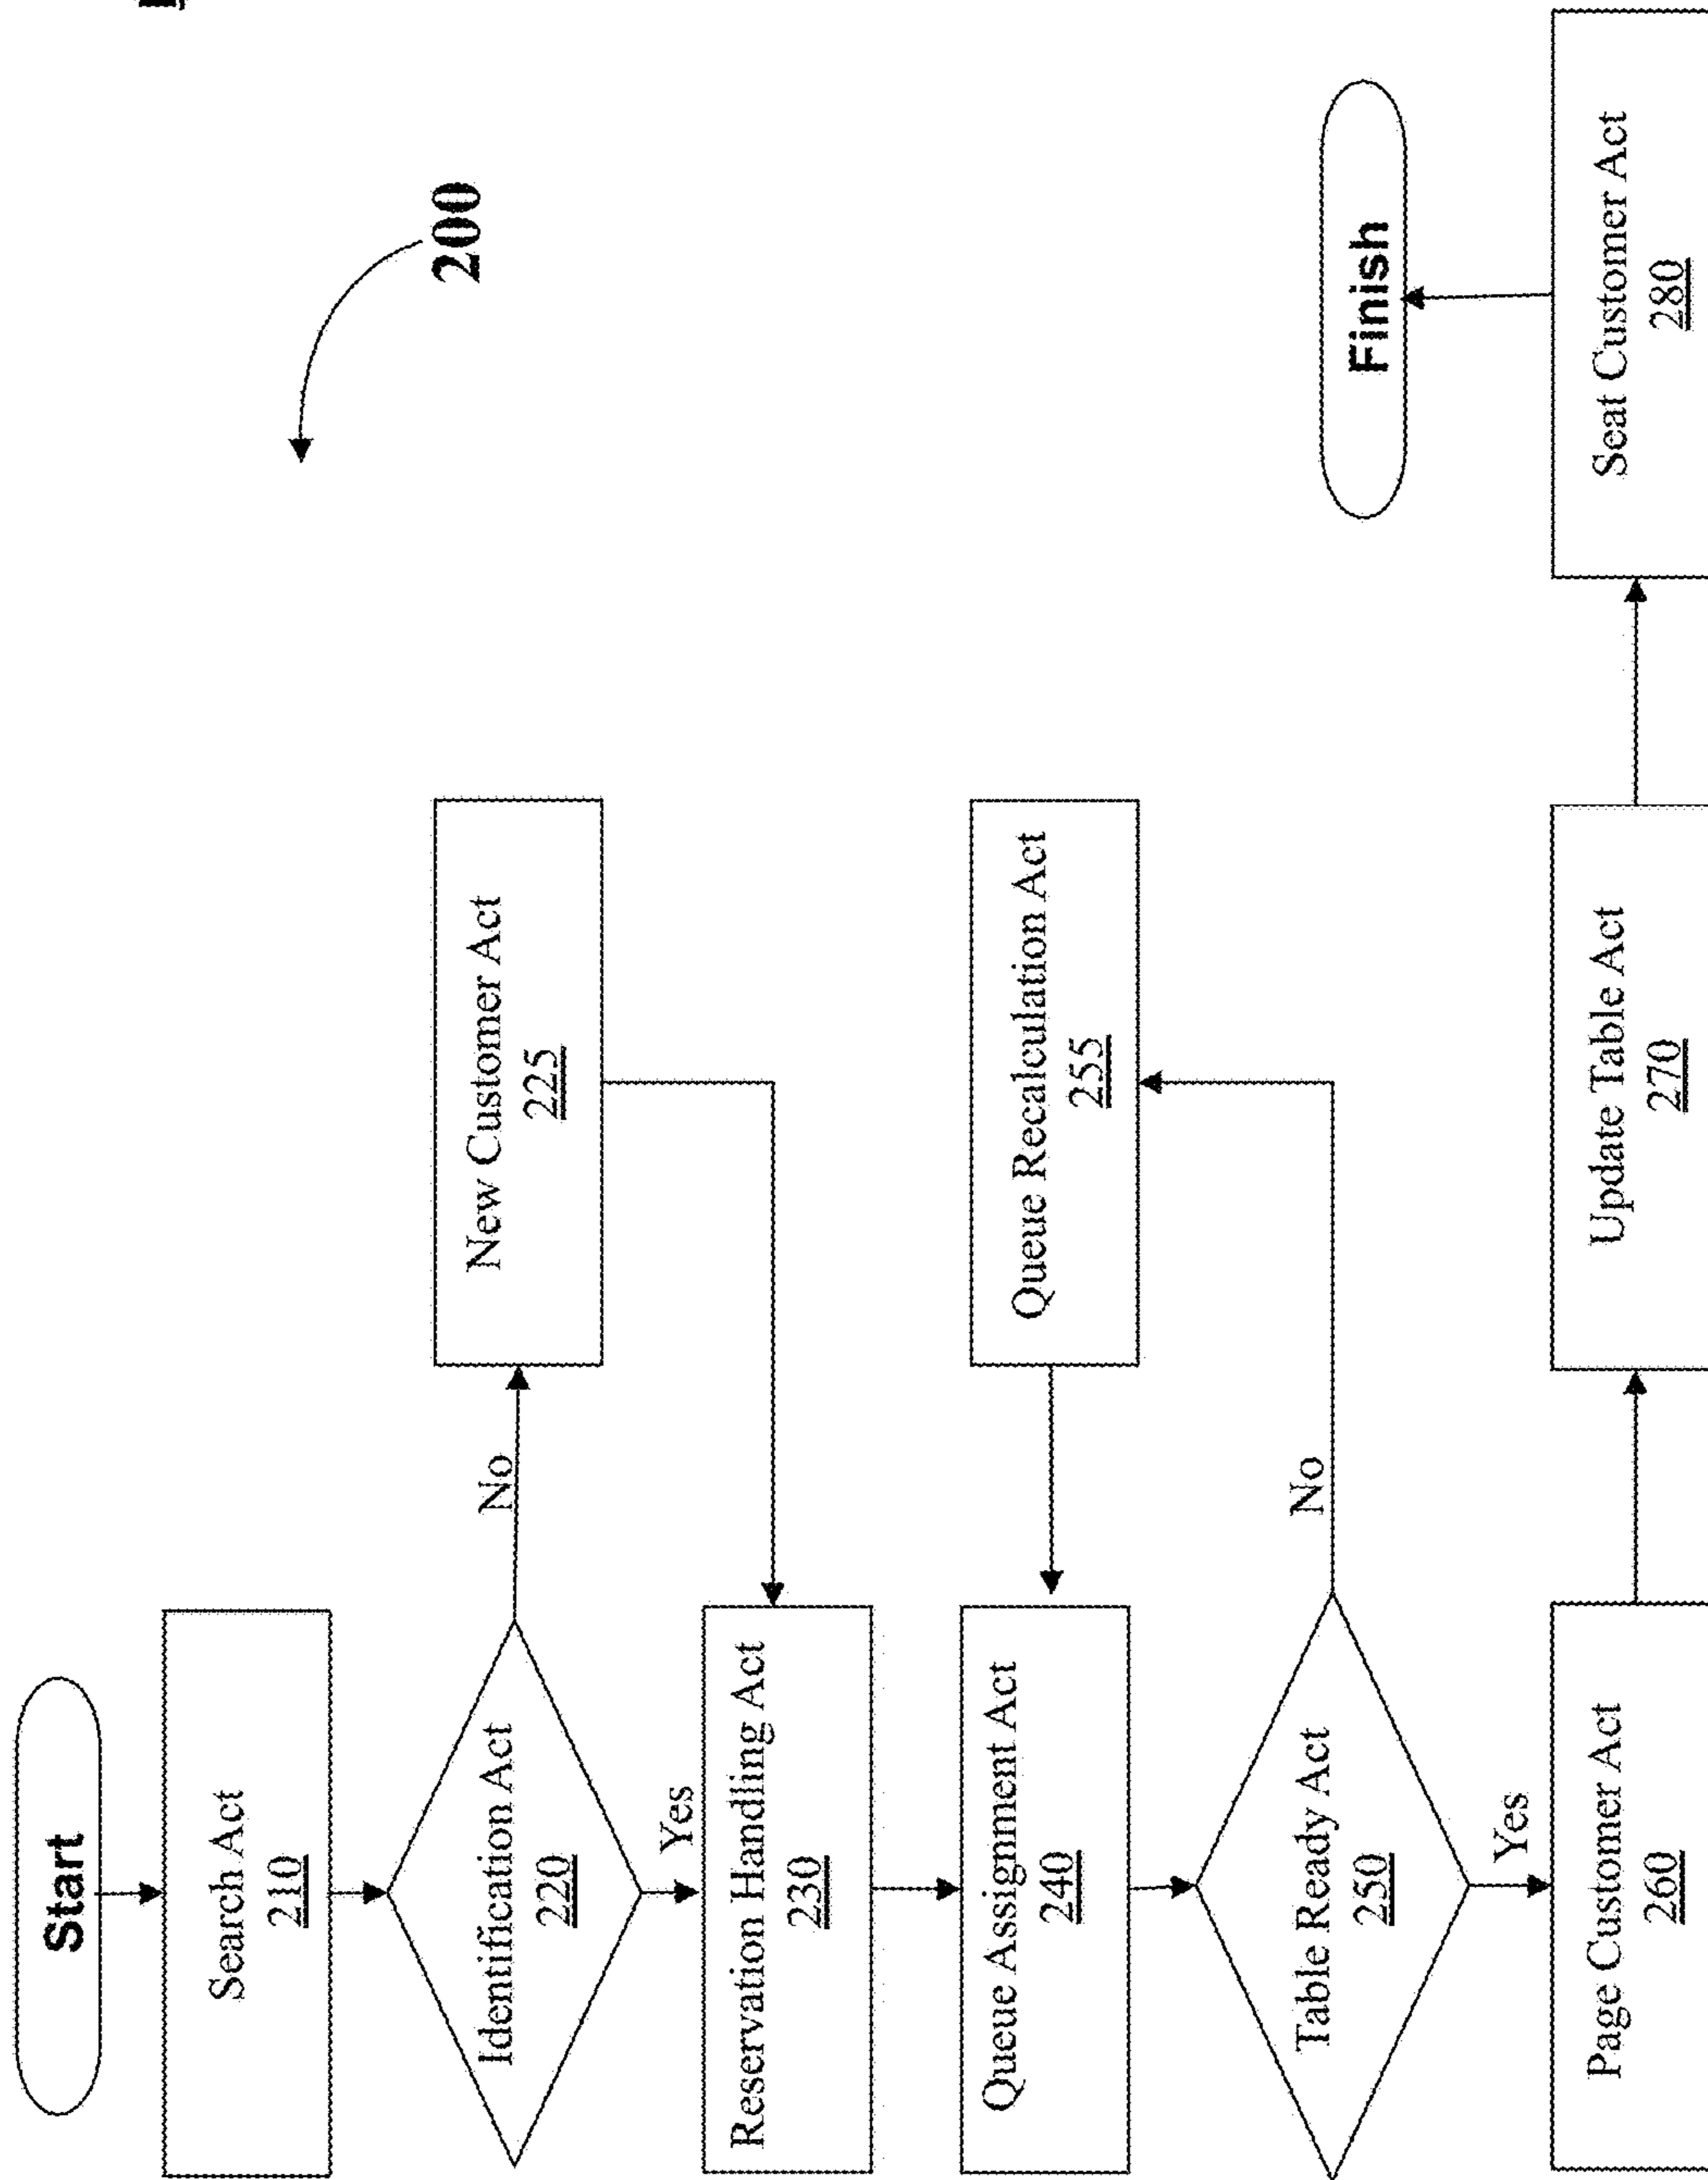 200
Start
Search Act
210
Identification Act
220
No
New Customer Act
225
Yes
Reservation Handling Act
230
Queue Assignment Act
240
Queue Recalculation Act
255
Table Ready Act
250
No
Yes
Page Customer Act
260
Update Table Act
270
Seat Customer Act
280
Finish